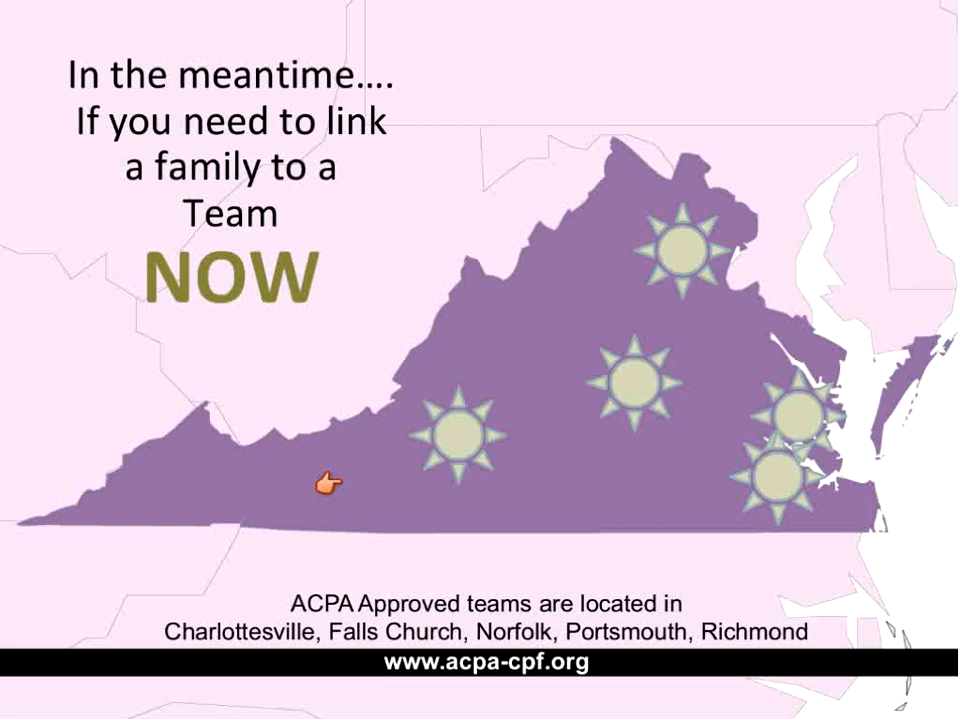 In the meantime….
If you need to link
a family to a
Team
NOW
ACPA Approved teams are located in
Charlottesville, Falls Church, Norfolk, Portsmouth, Richmond
www.acpa-cpf.org